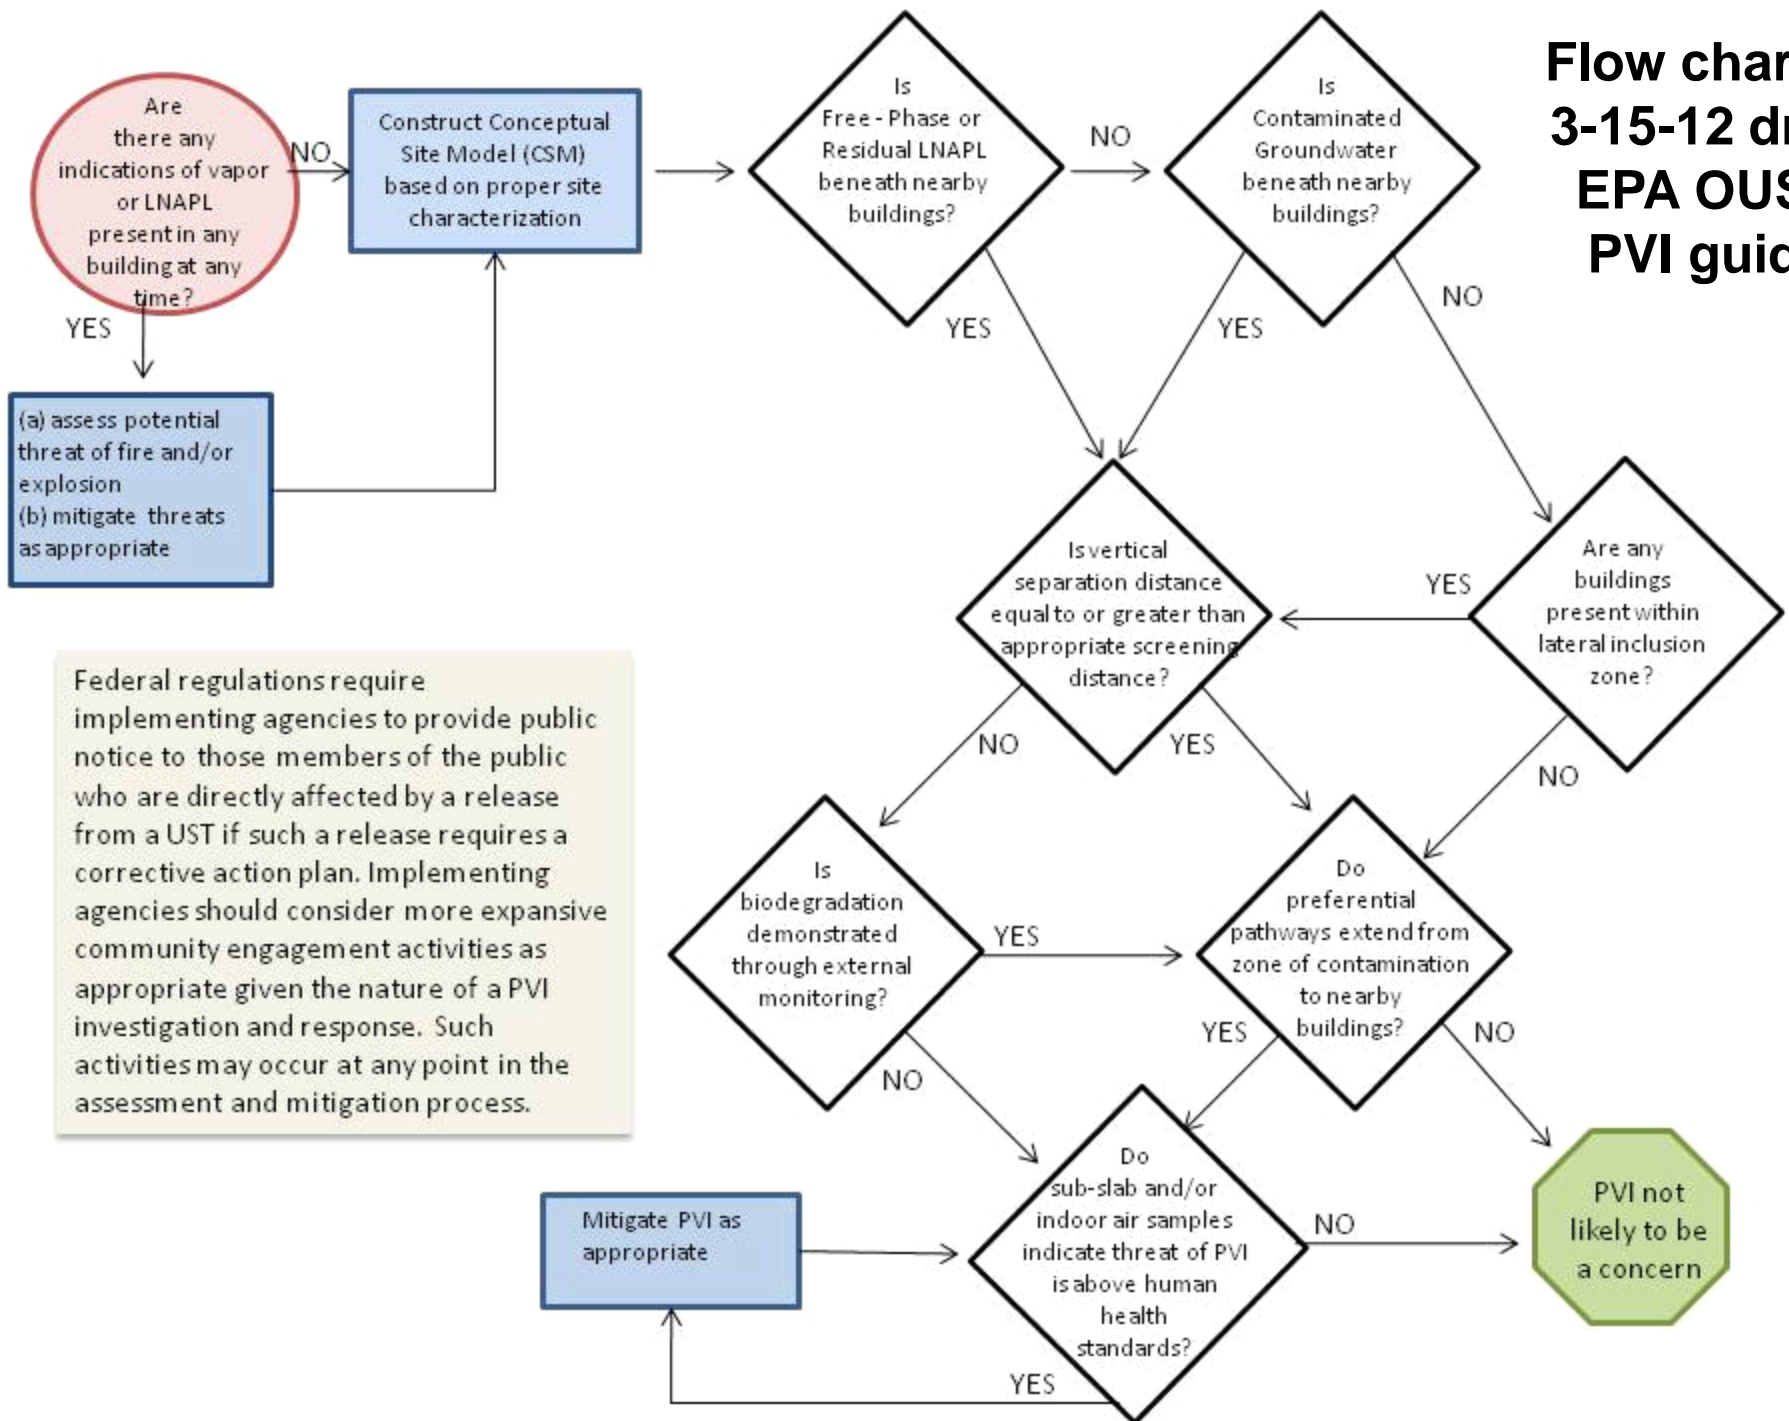 Flow char
3-15-12 dr
EPA OUS
PVI guid
Are
there any
indications of vapor
or LNAPL
present in any
building at any
time?
NO
Construct Conceptual
Site Model (CSM)
based on proper site
characterization
Is
Free - Phase or
Residual LNAPL
beneath nearby
buildings?
NO
Is
Contaminated
Groundwater
beneath nearby
buildings?
YES
YES
YES
NO
(a) assess potential
threat of fire and/or
explosion
(b) mitigate threats
as appropriate
Is vertical
separation distance
equal to or greater than
appropriate screening
distance?
YES
Are any
buildings
present within
lateral inclusion
zone?
NO
YES
NO
Federal regulations require
implementing agencies to provide public
notice to those members of the public
who are directly affected by a release
from a UST if such a release requires a
corrective action plan. Implementing
agencies should consider more expansive
community engagement activities as
appropriate given the nature of a PVI
investigation and response. Such
activities may occur at any point in the
assessment and mitigation process.
Is
biodegradation
demonstrated
through external
monitoring?
YES
Do
preferential
pathways extend from
zone of contamination
to nearby
buildings?
NO
YES
NO
Mitigate PVI as
appropriate
Do
sub-slab and/or
indoor air samples
indicate threat of PVI
is above human
health
standards?
NO
PVI not
likely to be
a concern
YES